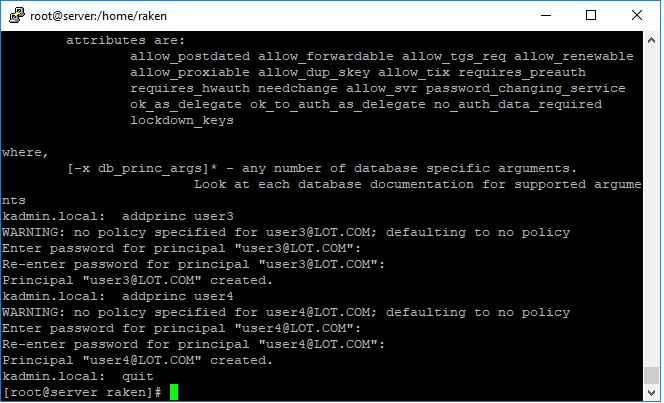 root@server:/home/raken
attributes are:
allow_postdated allow_forwardable allow_tgs_req allow_renewable
allow_proxiable allow_dup_skey allow_tix requires_preauth
requires_hwauth needchange allow_svr password_changing_service
ok_as_delegate ok_to_auth_as_delegate no_auth_data_required
lockdown_keys
where,
[-x db_princ_args]* - any number of database specific arguments.
Look at each database documentation for supported argume
nts
kadmin.local:  addprinc user3
WARNING: no policy specified for user3@LOT.COM; defaulting to no policy
Enter password for principal "user3@LOT.COM":
Re-enter password for principal "user3@LOT.COM":
Principal "user3@LOT.COM" created.
kadmin.local:  addprinc user4
WARNING: no policy specified for user4@LOT.COM; defaulting to no policy
Enter password for principal "user4@LOT.COM":
Re-enter password for principal "user4@LOT.COM":
Principal "user4@LOT.COM" created.
kadmin.local:  quit
[root@server raken]#